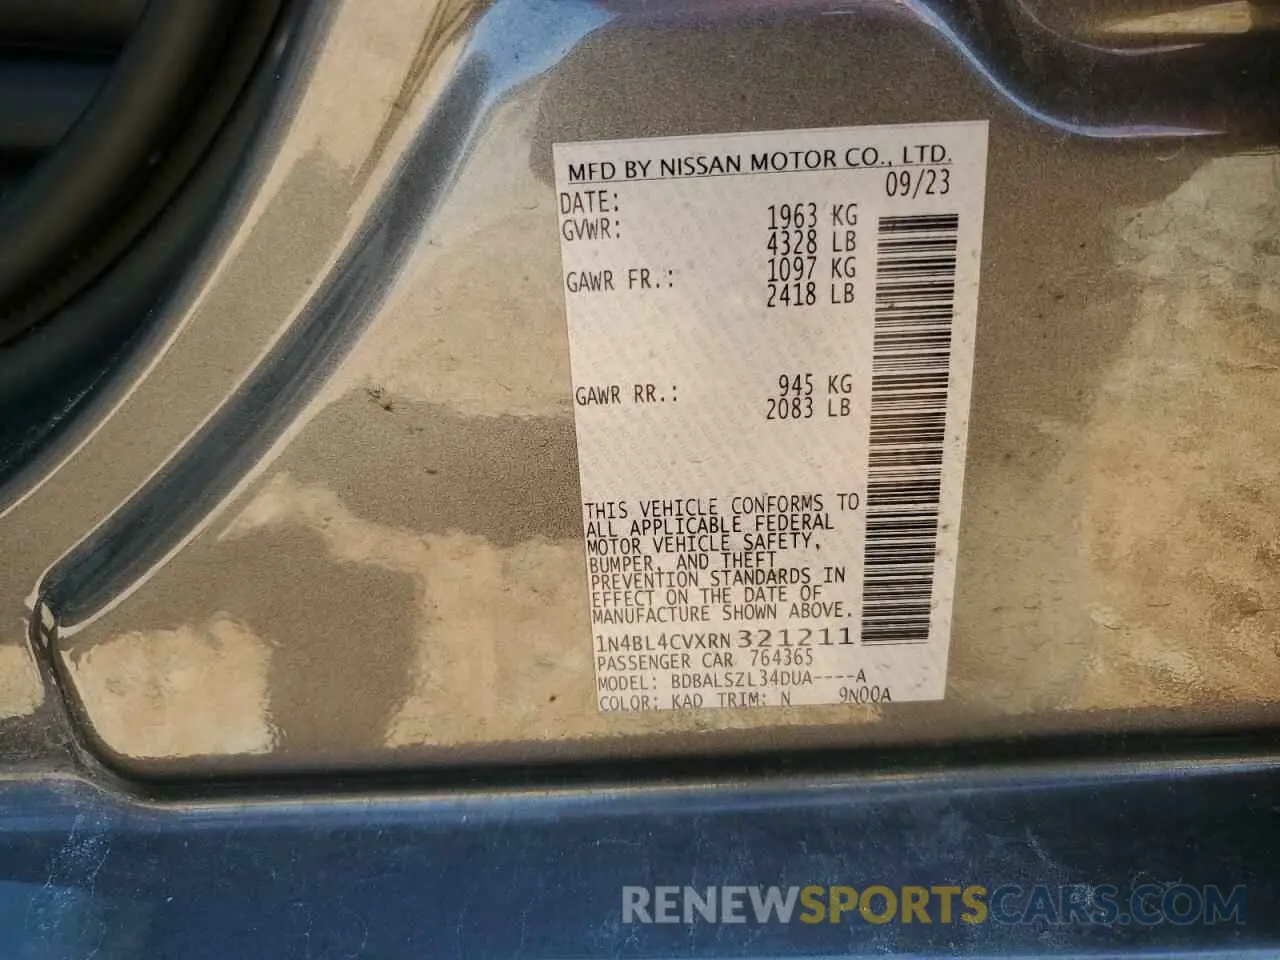 MFD BY NISSAN MOTOR CO., LTD.
DATE: 09/23
GVWR: 1963 KG
4328 LB
GAWR FR.: 1097 KG
2418 LB
GAWR RR.: 945 KG
2083 LB
THIS VEHICLE CONFORMS TO
ALL APPLICABLE FEDERAL
MOTOR VEHICLE SAFETY,
BUMPER, AND THEFT
PREVENTION STANDARDS IN
EFFECT ON THE DATE OF
MANUFACTURE SHOWN ABOVE.
1N4BL4CVXRN321211
PASSENGER CAR 764365
MODEL: BDBALSZL34DUA----A
COLOR: KAD TRIM: N 9N00A
RENEWSPORTSCARS.COM